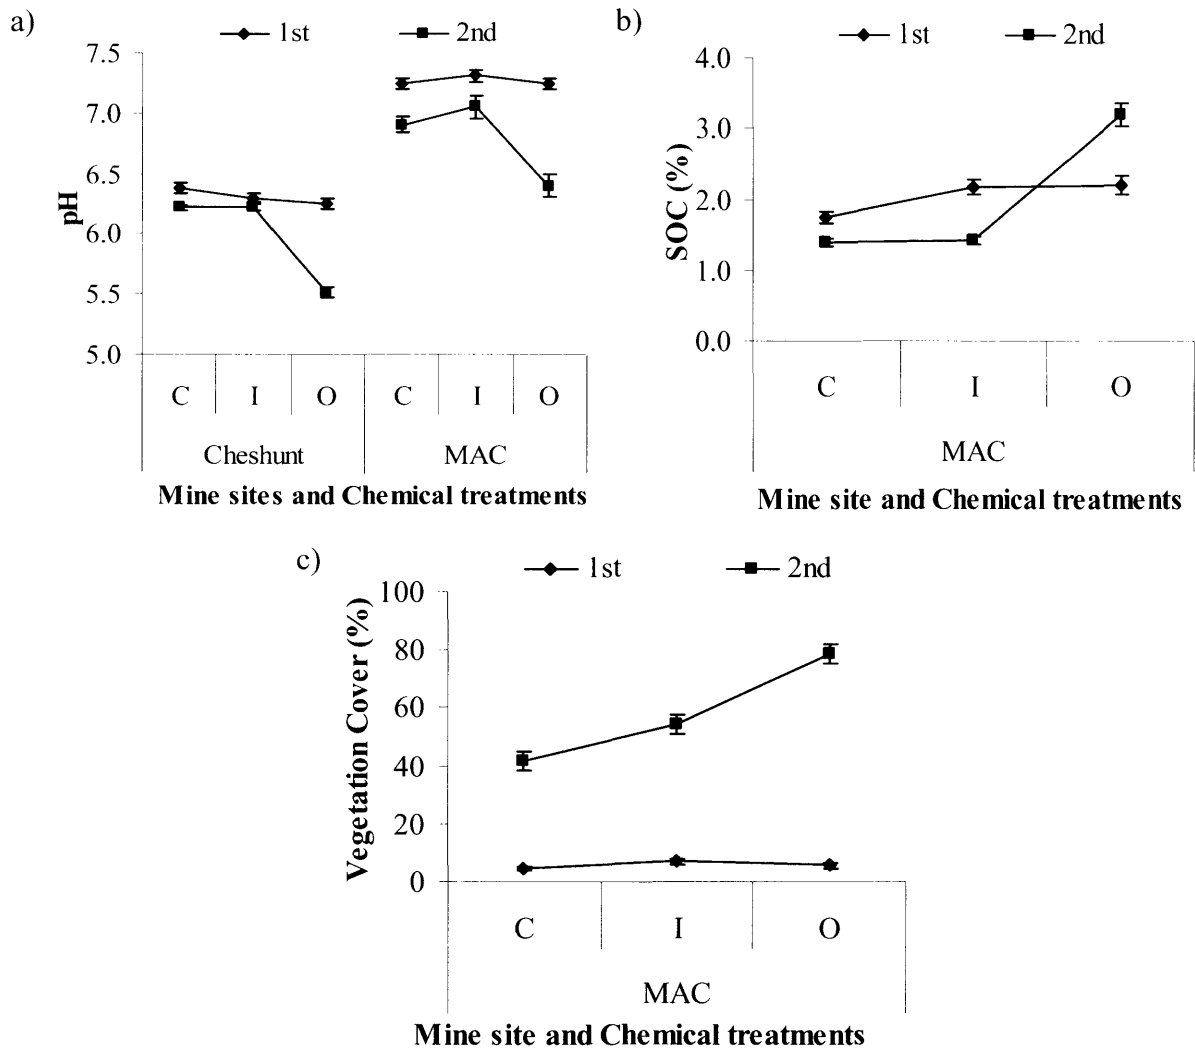 a)
1st 2nd
7.5
7.0
6.5
6.0
5.5
5.0
pH
C I O C I O
Cheshunt MAC
Mine sites and Chemical treatments
b)
1st 2nd
4.0
3.0
2.0
1.0
0.0
SOC (%)
C I O
MAC
Mine site and Chemical treatments
c)
1st 2nd
100
80
60
40
20
0
Vegetation Cover (%)
C I O
MAC
Mine site and Chemical treatments